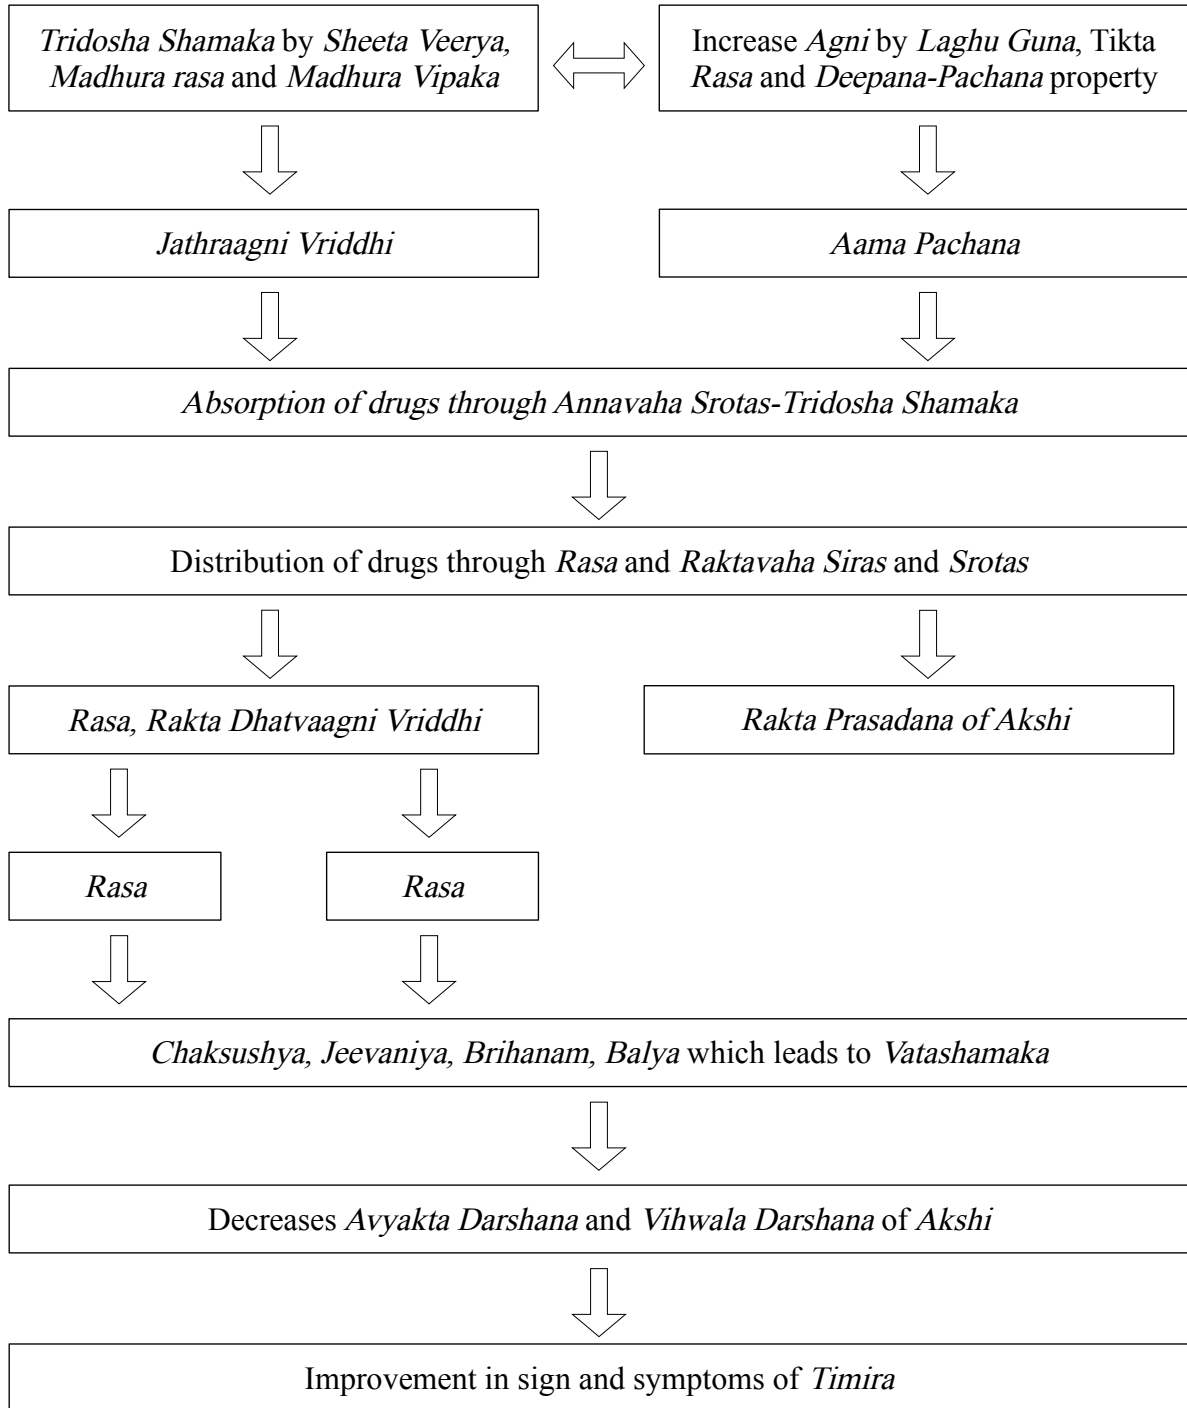 Tridosha Shamaka by Sheeta Veerya,
Madhura rasa and Madhura Vipaka
Increase Agni by Laghu Guna, Tikta
Rasa and Deepana-Pachana property
Jathraagni Vriddhi
Aama Pachana
Absorption of drugs through Annavaha Srotas-Tridosha Shamaka
Distribution of drugs through Rasa and Raktavaha Siras and Srotas
Rasa, Rakta Dhatvaagni Vriddhi
Rakta Prasadana of Akshi
Rasa
Rasa
Chaksushya, Jeevaniya, Brihanam, Balya which leads to Vatashamaka
Decreases Avyakta Darshana and Vihwala Darshana of Akshi
Improvement in sign and symptoms of Timira